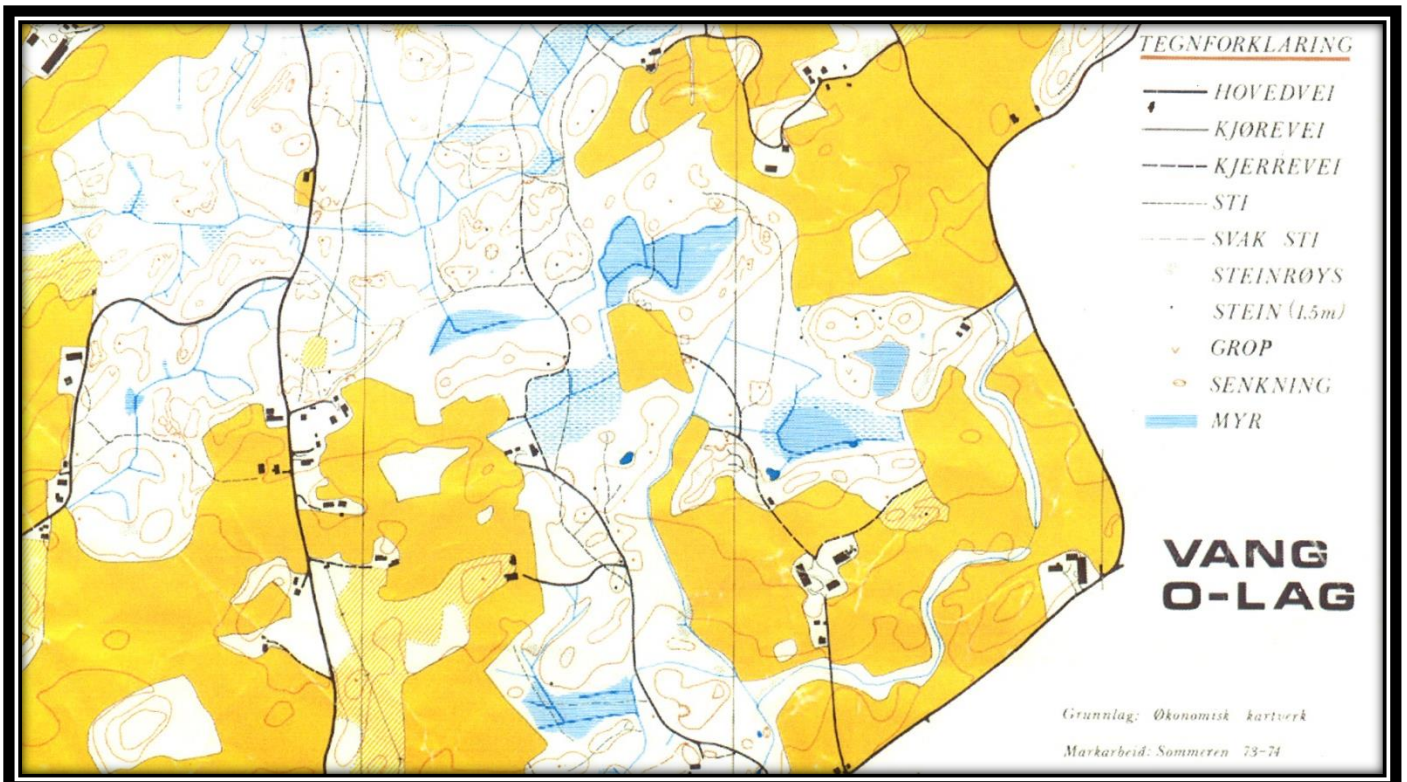 TEGNFORKLARING
HOVEDVEI
KJØREVEI
KJERREVEI
STI
SVAK STI
STEINRØYS
STEIN (1,5m)
GROP
SENKNING
MYR
VANG
O-LAG
Grunnlag: Økonomisk kartverk
Markarbeid: Sommeren 73-74